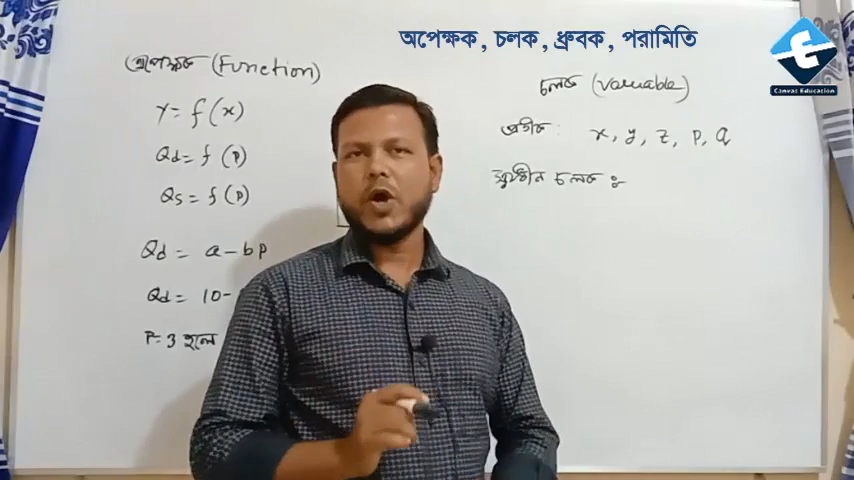 অপেক্ষক, চলক, ধ্রুবক, পরামিতি
Canvas Education
অপেক্ষক (Function)
Y = f (x)
Qd = f (P)
Qs = f (P)
Qd = a - bP
Qd = 10 -
P = 3 হলে
চলক (Variable)
প্রতীক : x, y, z, P, Q
স্বাধীন চলক :